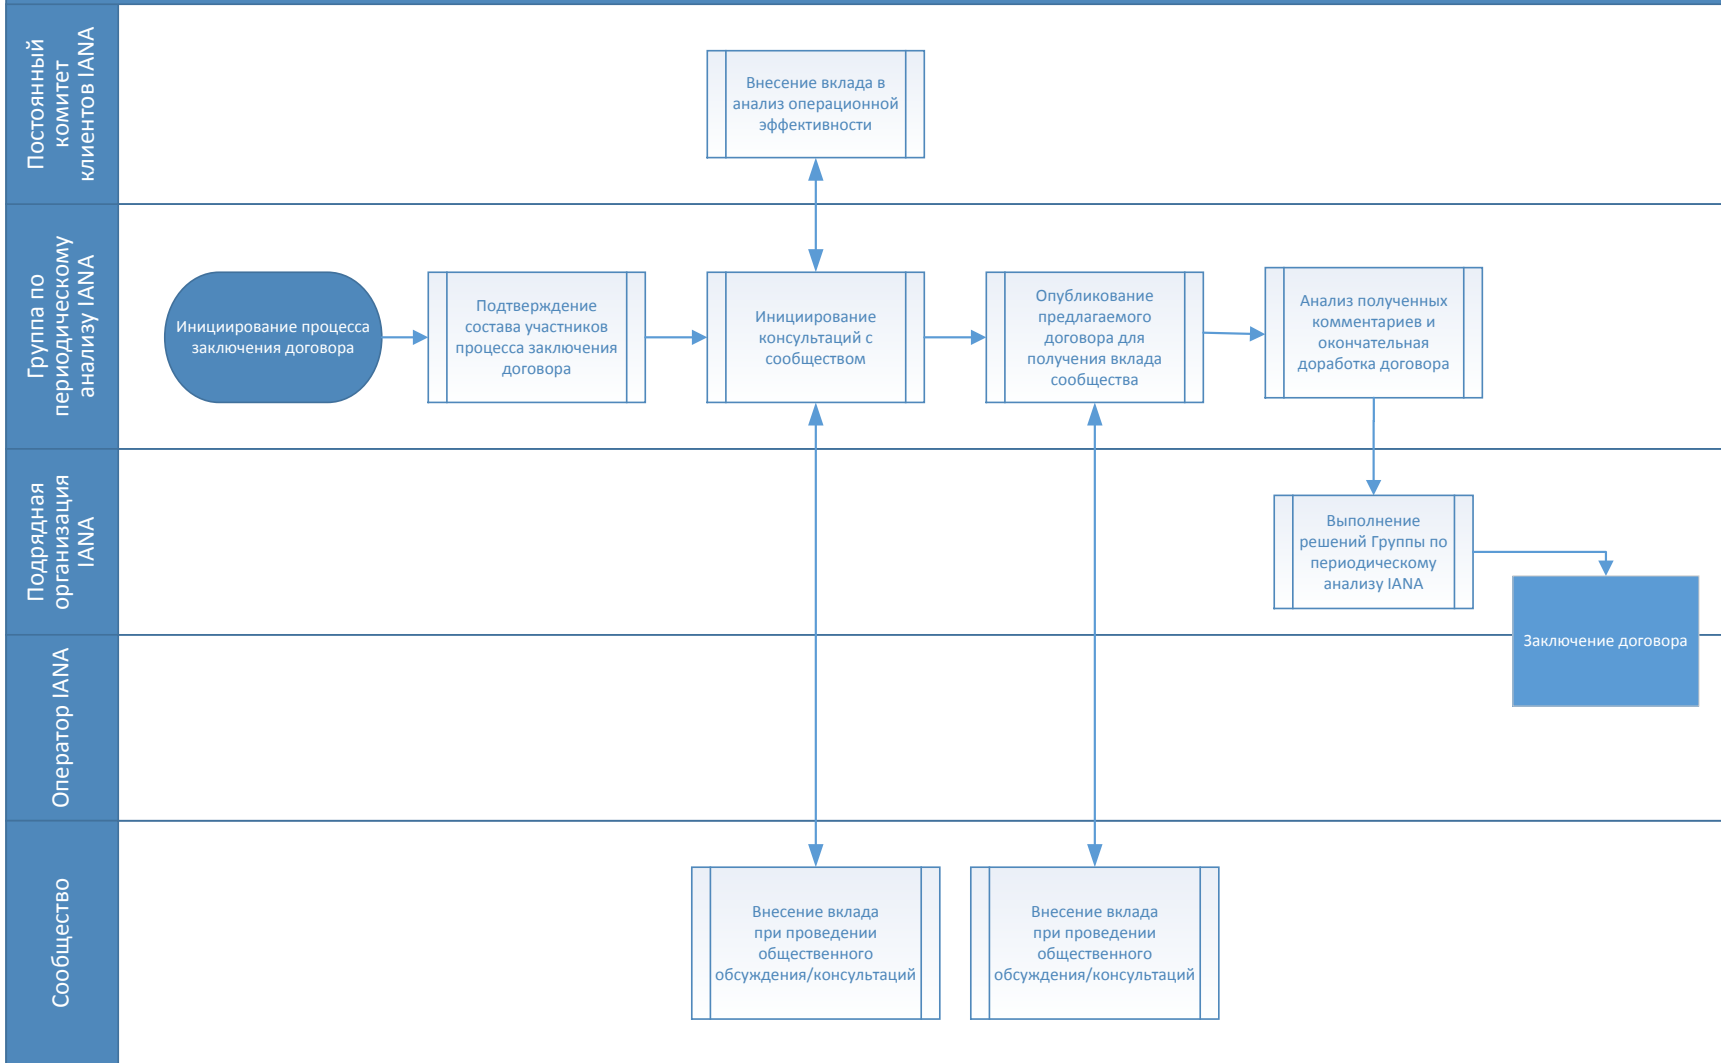 Постоянный
комитет
клиентов IANA
Внесение вклада в
анализ операционной
эффективности
Группа по
периодическому
анализу IANA
Инициирование процесса
заключения договора
Подтверждение
состава участников
процесса заключения
договора
Инициирование
консультаций с
сообществом
Опубликование
предлагаемого
договора для
получения вклада
сообщества
Анализ полученных
комментариев и
окончательная
доработка договора
Подрядная
организация
IANA
Выполнение
решений Группы по
периодическому
анализу IANA
Заключение договора
Оператор IANA
Сообщество
Внесение вклада
при проведении
общественного
обсуждения/консультаций
Внесение вклада
при проведении
общественного
обсуждения/консультаций